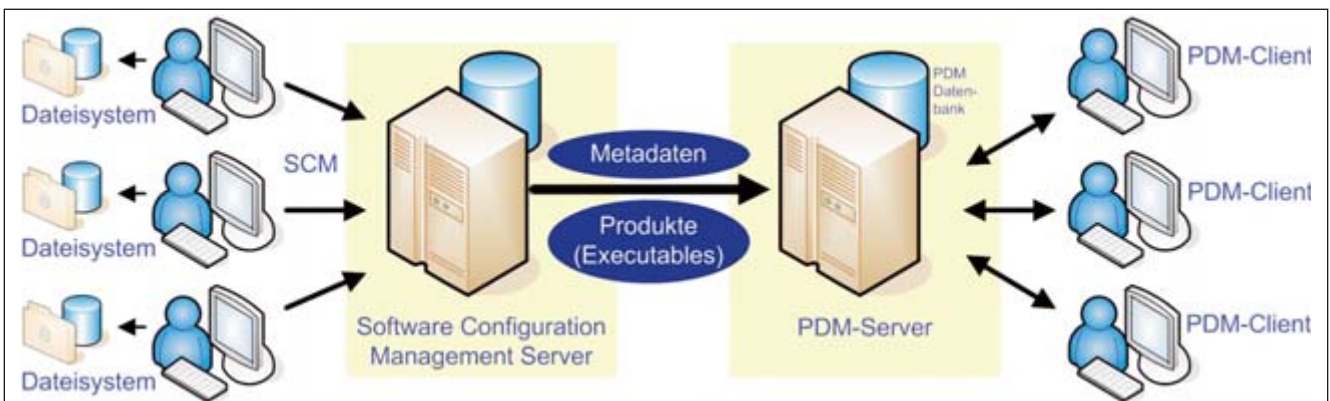 Dateisystem
Dateisystem
Dateisystem
SCM
Software Configuration
Management Server
Metadaten
Produkte
(Executables)
PDM
Daten-
bank
PDM-Server
PDM-Client
PDM-Client
PDM-Client